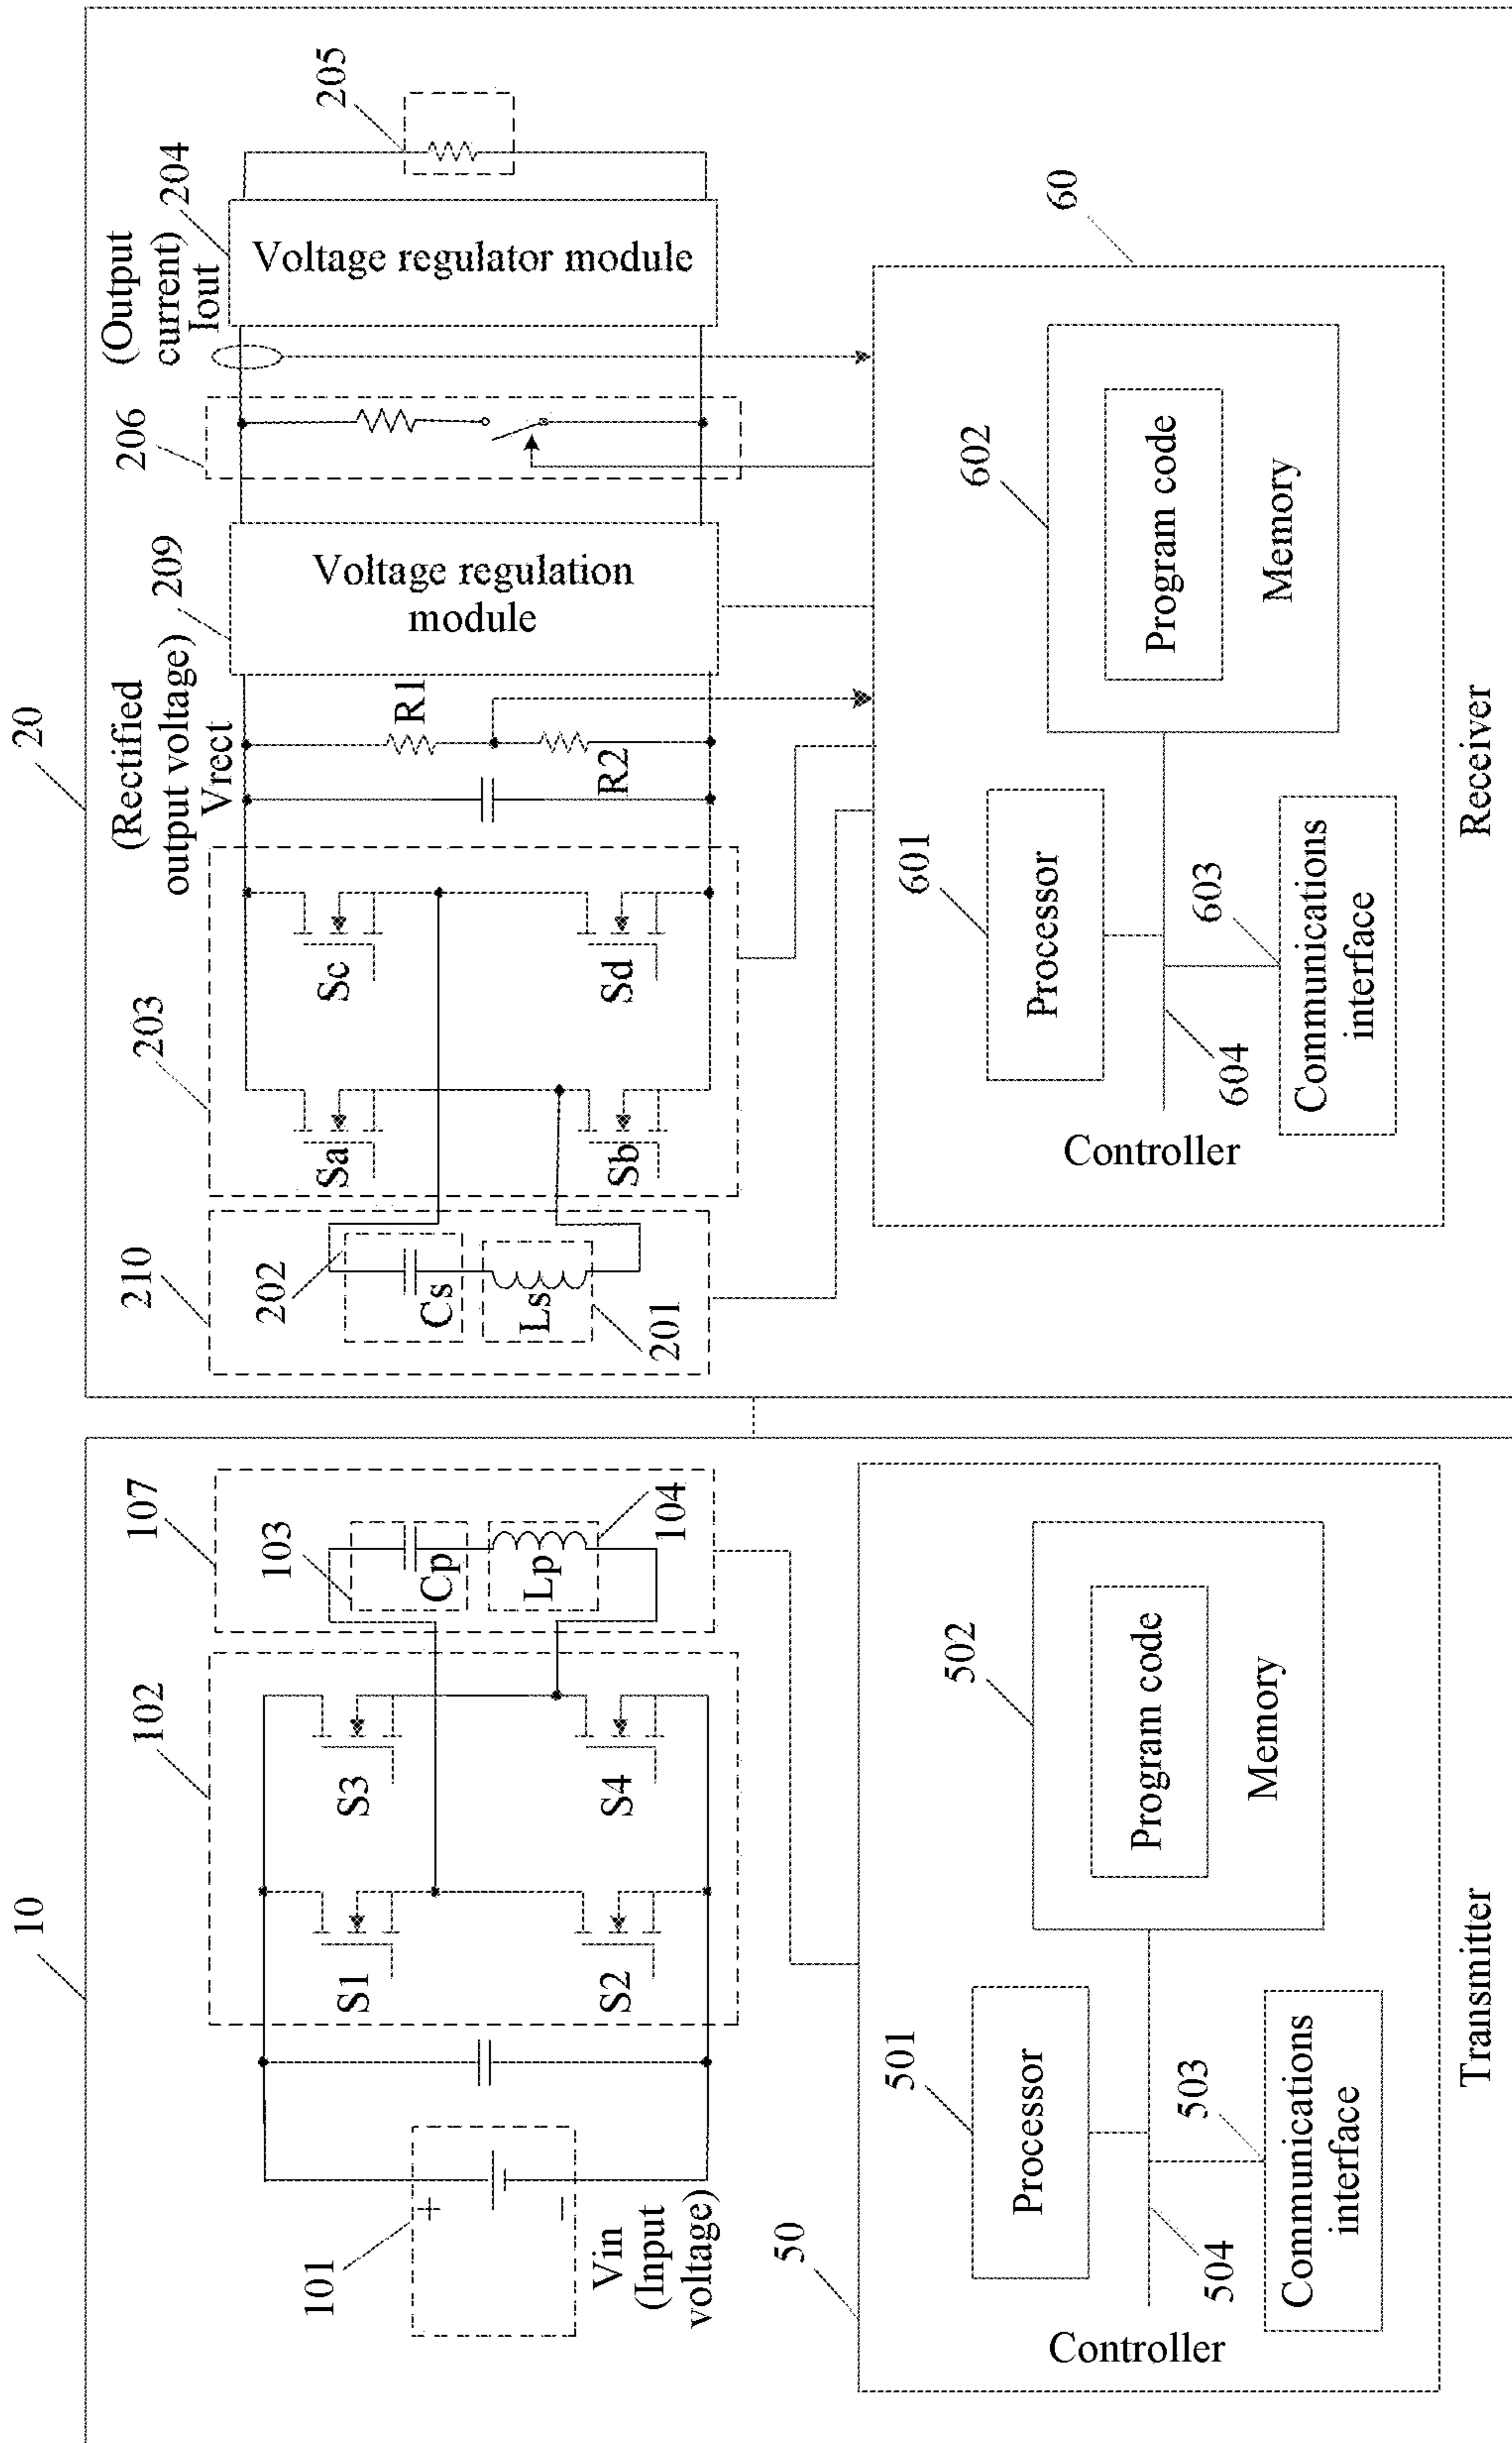 10
101
Vin
(Input
voltage)
102
S1
S2
S3
S4
107
103
Cp
Lp
104
50
Controller
501
Processor
502
Program code
Memory
503
504
Communications
interface
Transmitter
20
210
202
Cs
Ls
201
203
Sa
Sb
Sc
Sd
(Rectified
output voltage)
Vrect
R1
R2
209
Voltage regulation
module
206
(Output
current)
Iout
204
Voltage regulator module
205
60
Controller
601
Processor
602
Program code
Memory
603
604
Communications
interface
Receiver